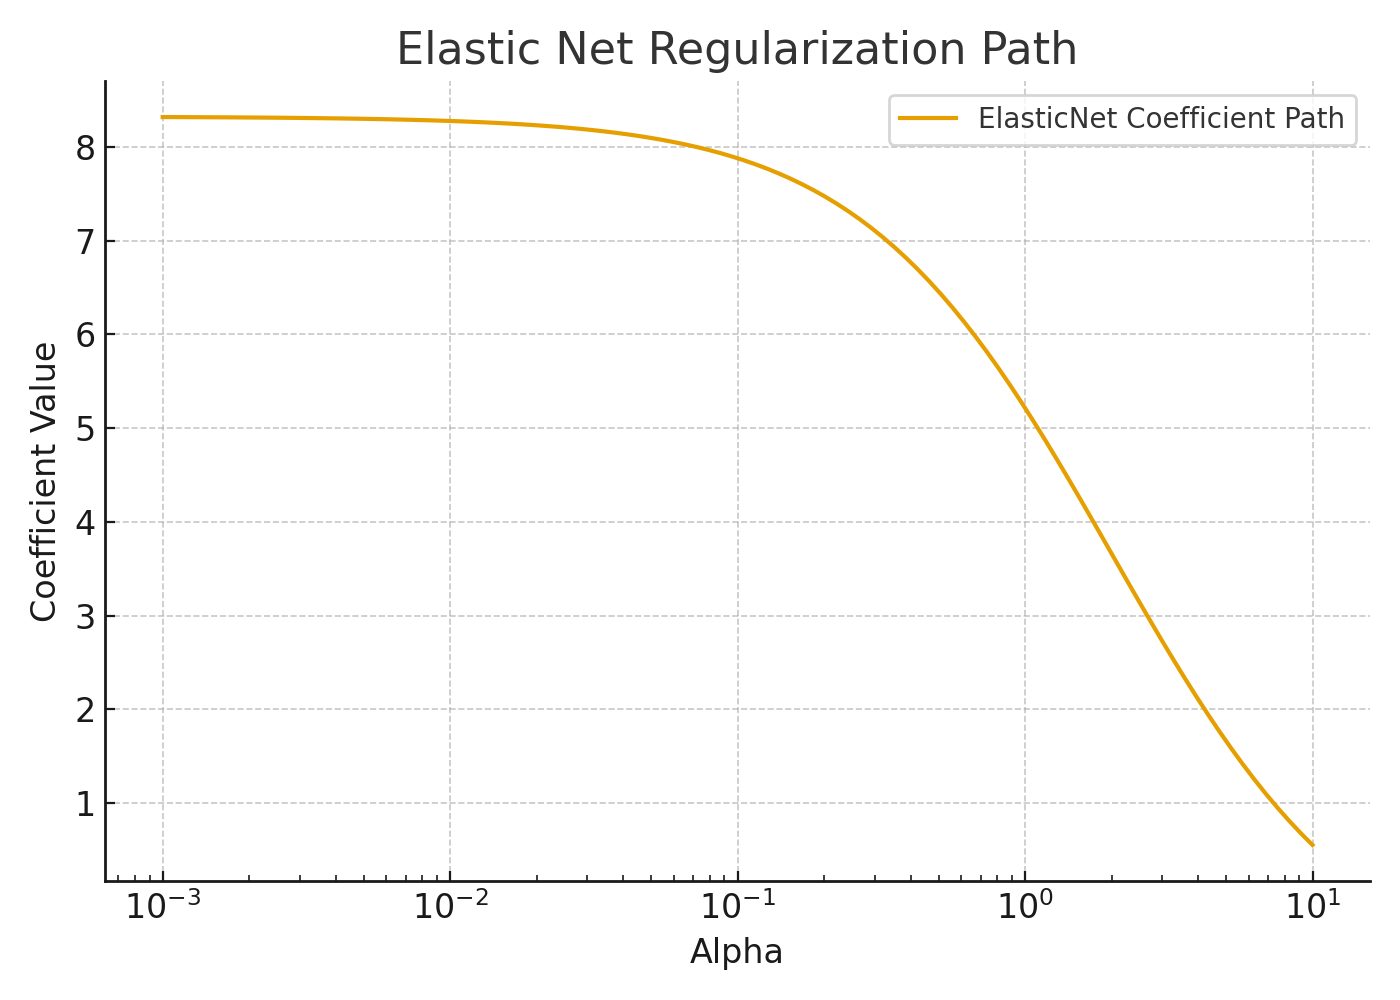 Elastic Net Regularization Path
ElasticNet Coefficient Path
Coefficient Value
8
7
6
5
4
3
2
1
10⁻³ 10⁻² 10⁻¹ 10⁰ 10¹
Alpha